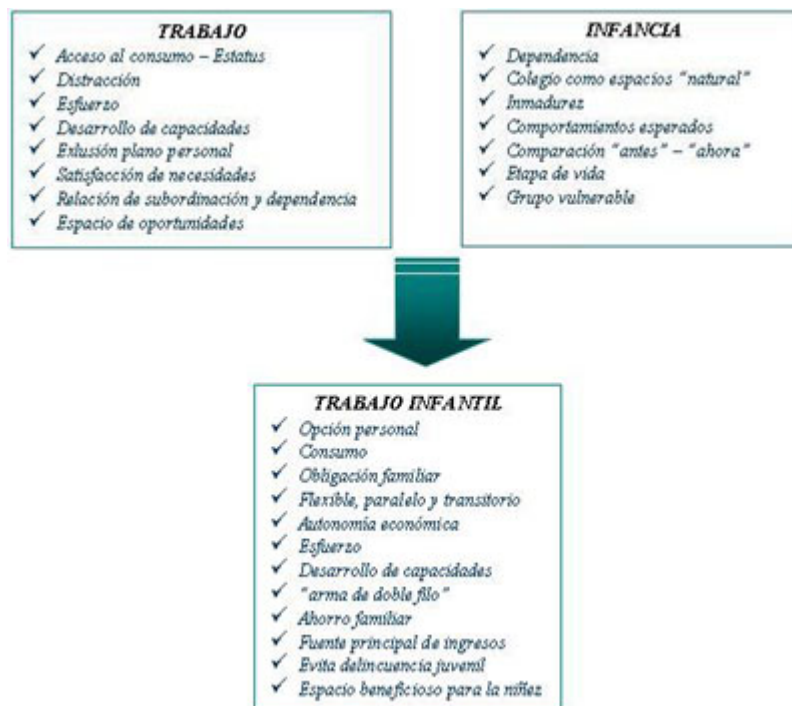 TRABAJO
Acceso al consumo – Estatus
Distracción
Esfuerzo
Desarrollo de capacidades
Exlusión plano personal
Satisfacción de necesidades
Relación de subordinación y dependencia
Espacio de oportunidades
INFANCIA
Dependencia
Colegio como espacios "natural"
Inmadurez
Comportamientos esperados
Comparación "antes" – "ahora"
Etapa de vida
Grupo vulnerable
TRABAJO INFANTIL
Opción personal
Consumo
Obligación familiar
Flexible, paralelo y transitorio
Autonomía económica
Esfuerzo
Desarrollo de capacidades
"arma de doble filo"
Ahorro familiar
Fuente principal de ingresos
Evita delincuencia juvenil
Espacio beneficioso para la niñez